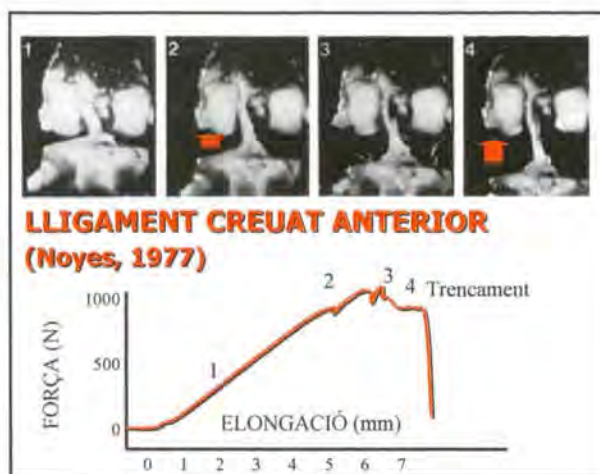 1
2
3
4
LLIGAMENT CREUAT ANTERIOR
(Noyes, 1977)
FORÇA (N)
1000
500
0
1
2
3
4 Trencament
ELONGACIÓ (mm)
0 1 2 3 4 5 6 7